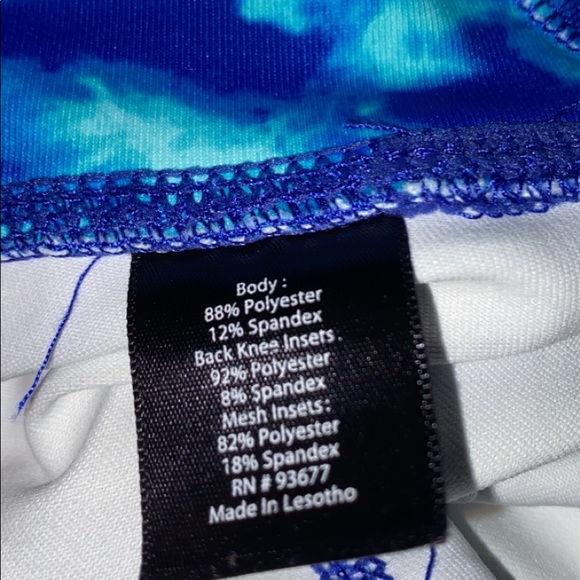 Body :
88% Polyester
12% Spandex
Back Knee Insets.
92% Polyester
8% Spandex
Mesh Insets :
82% Polyester
18% Spandex
RN # 93677
Made In Lesotho